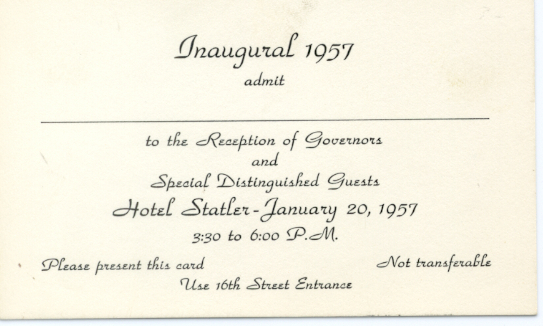 Inaugural 1957
admit
to the Reception of Governors
and
Special Distinguished Guests
Hotel Statler-January 20, 1957
3:30 to 6:00 P.M.
Please present this card Not transferable
Use 16th Street Entrance